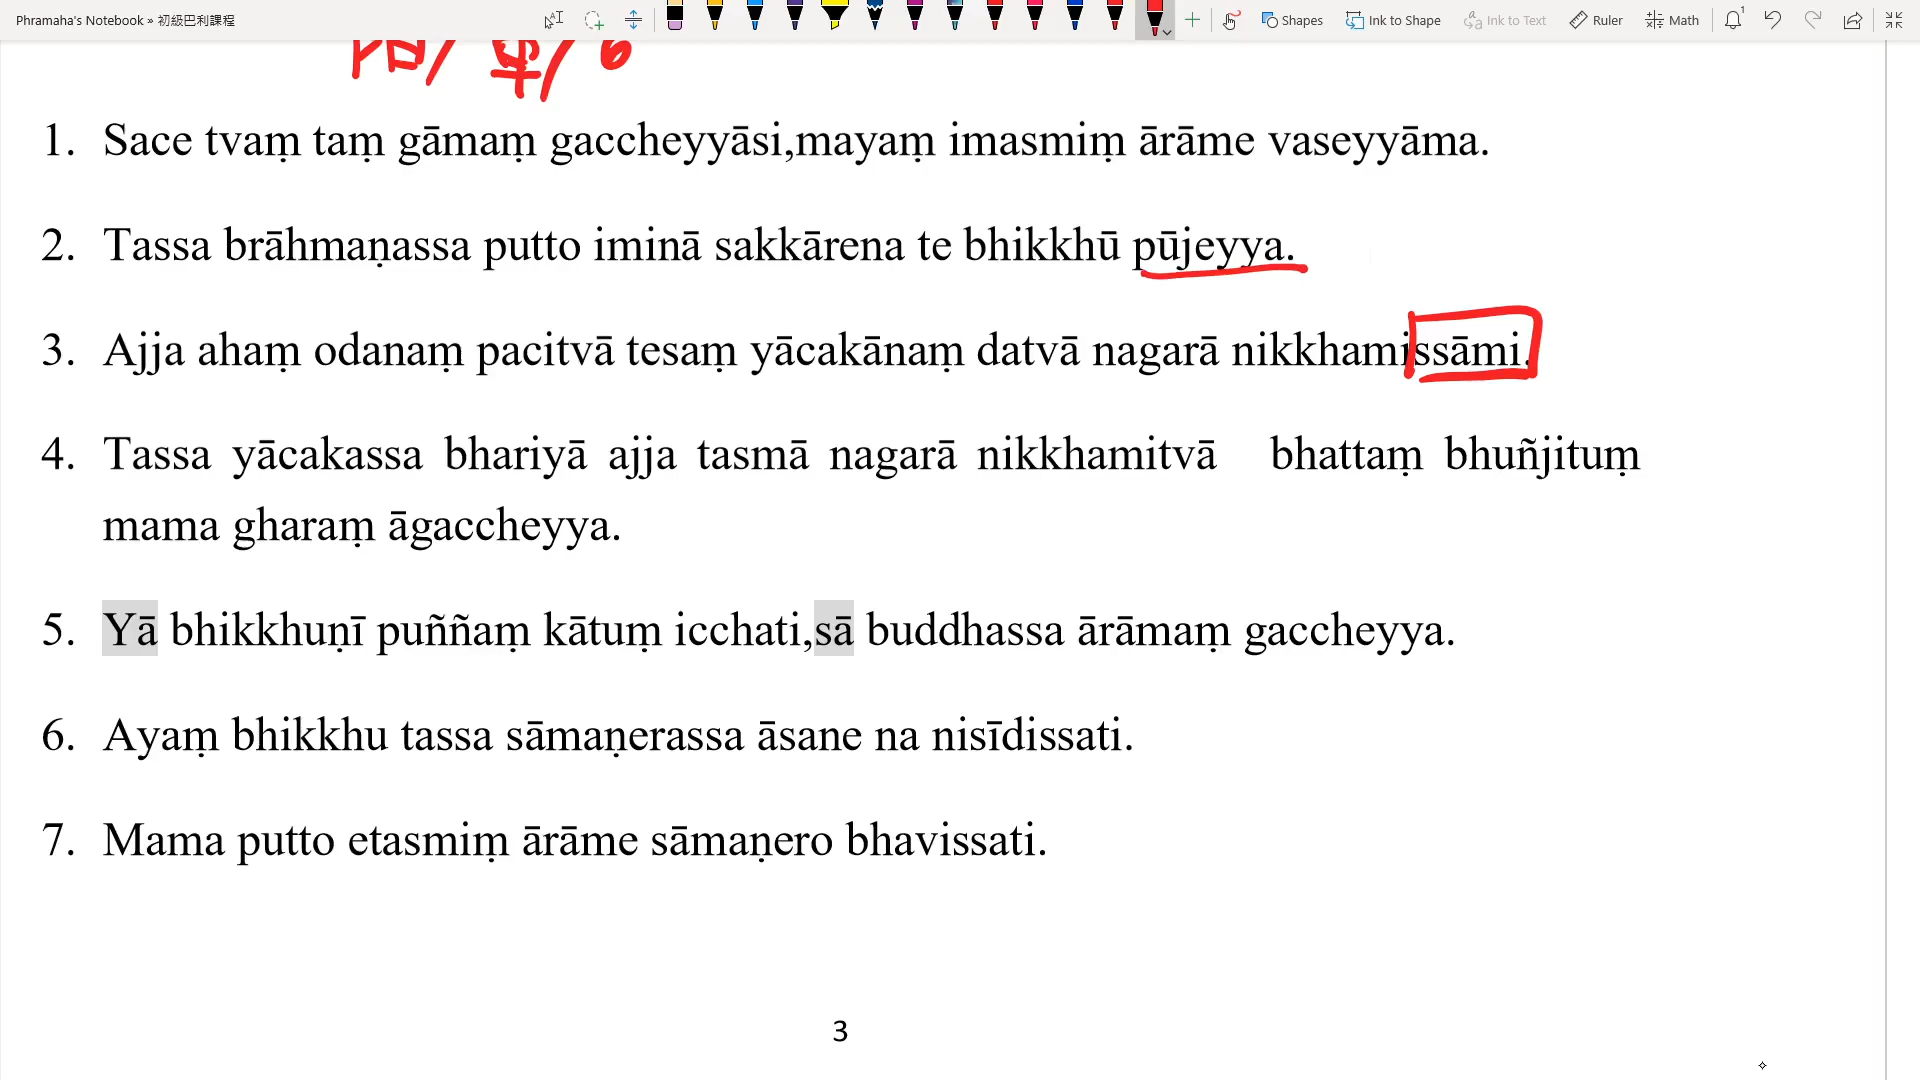 Phramaha's Notebook » 初級巴利課程
Shapes
Ink to Shape
Ink to Text
Ruler
Math
陽/ 單/ 6
1. Sace tvaṃ taṃ gāmaṃ gaccheyyāsi,mayaṃ imasmiṃ ārāme vaseyyāma.
2. Tassa brāhmaṇassa putto iminā sakkārena te bhikkhū pūjeyya.
3. Ajja ahaṃ odanaṃ pacitvā tesaṃ yācakānaṃ datvā nagarā nikkhamissāmi.
4. Tassa yācakassa bhariyā ajja tasmā nagarā nikkhamitvā bhattaṃ bhuñjituṃ
mama gharaṃ āgaccheyya.
5. Yā bhikkhuṇī puññaṃ kātuṃ icchati,sā buddhassa ārāmaṃ gaccheyya.
6. Ayaṃ bhikkhu tassa sāmaṇerassa āsane na nisīdissati.
7. Mama putto etasmiṃ ārāme sāmaṇero bhavissati.
3